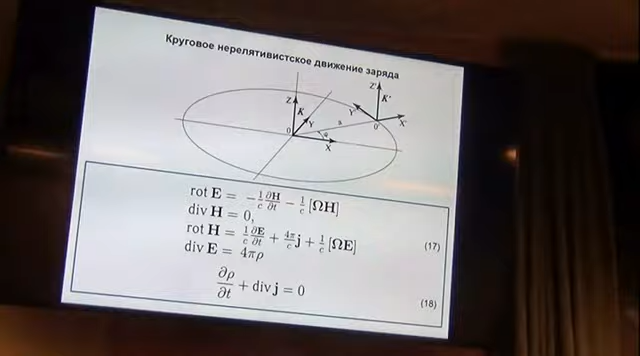 Круговое нерелятивистское движение заряда
Z' K' Y' X' 0'
Z K Y 0 φ X R
rot E = −1/c ∂H/∂t − 1/c [ΩH]
div H = 0,
rot H = 1/c ∂E/∂t + 4π/c j + 1/c [ΩE]
(17)
div E = 4πρ
∂ρ/∂t + div j = 0
(18)